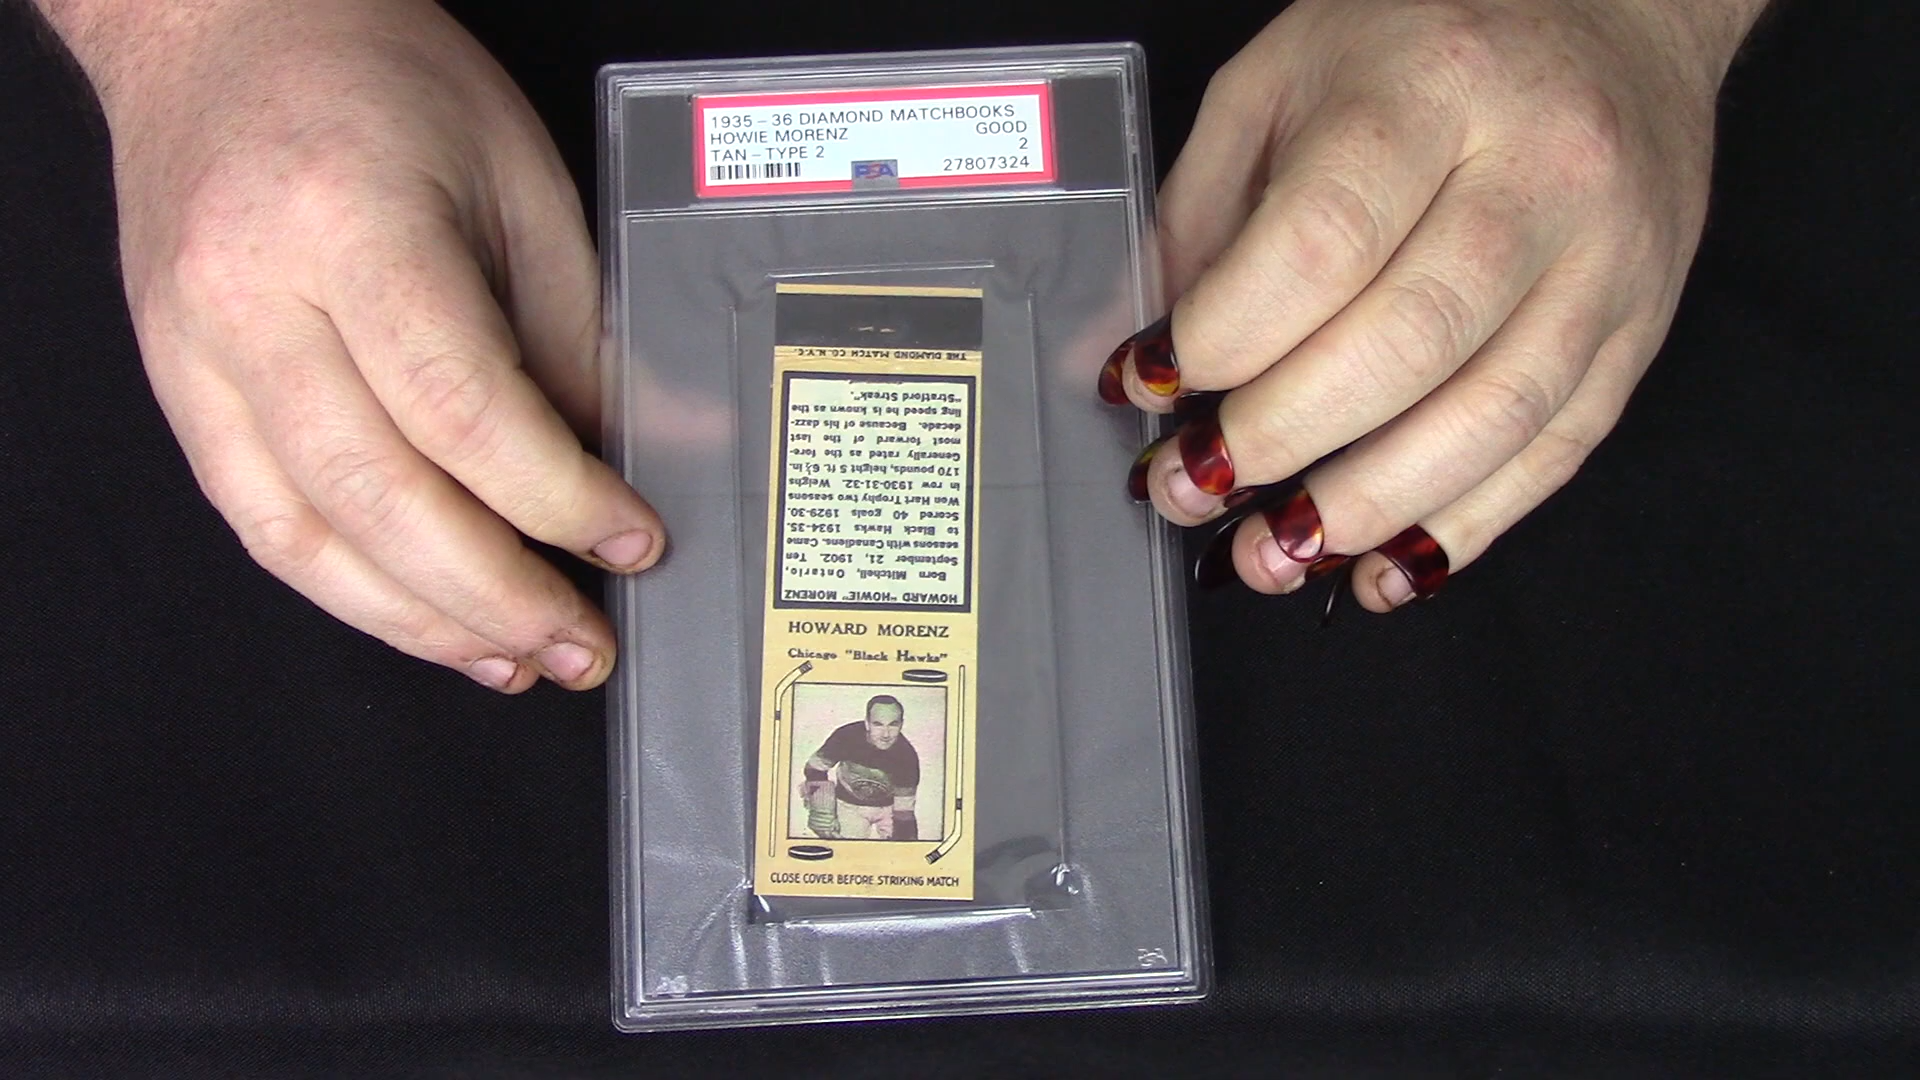 1935 - 36 DIAMOND MATCHBOOKS
HOWIE MORENZ GOOD
TAN - TYPE 2 2
PSA 27807324
THE DIAMOND MATCH CO. N.Y.C.
HOWARD "HOWIE" MORENZ
Born Mitchell, Ontario,
September 21, 1902. Ten
seasons with Canadiens. Came
to Black Hawks 1934-35.
Scored 40 goals 1929-30.
Won Hart Trophy two seasons
in row 1930-31-32. Weighs
170 pounds, height 5 ft. 6½ in.
Generally rated as the fore-
most forward of the last
decade. Because of his dazz-
ling speed he is known as the
"Stratford Streak".
HOWARD MORENZ
Chicago "Black Hawks"
CLOSE COVER BEFORE STRIKING MATCH